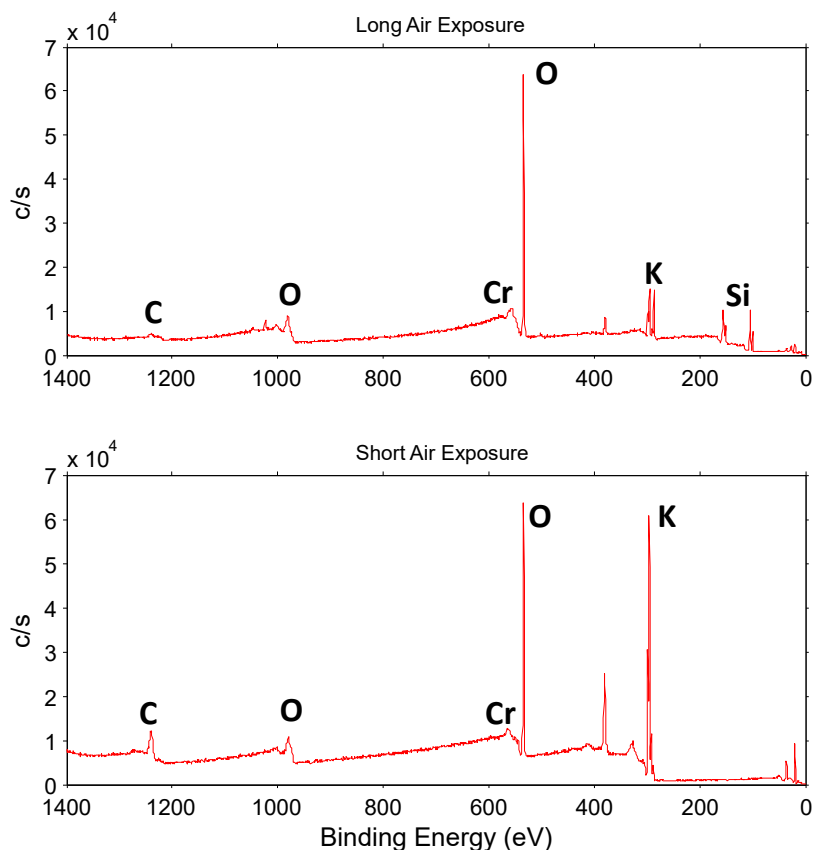 Long Air Exposure
x 10^4
7
6
5
4
3
2
1
0
c/s
O
C
O
Cr
K
Si
1400 1200 1000 800 600 400 200 0
Short Air Exposure
x 10^4
7
6
5
4
3
2
1
0
c/s
O
K
C
O
Cr
1400 1200 1000 800 600 400 200 0
Binding Energy (eV)